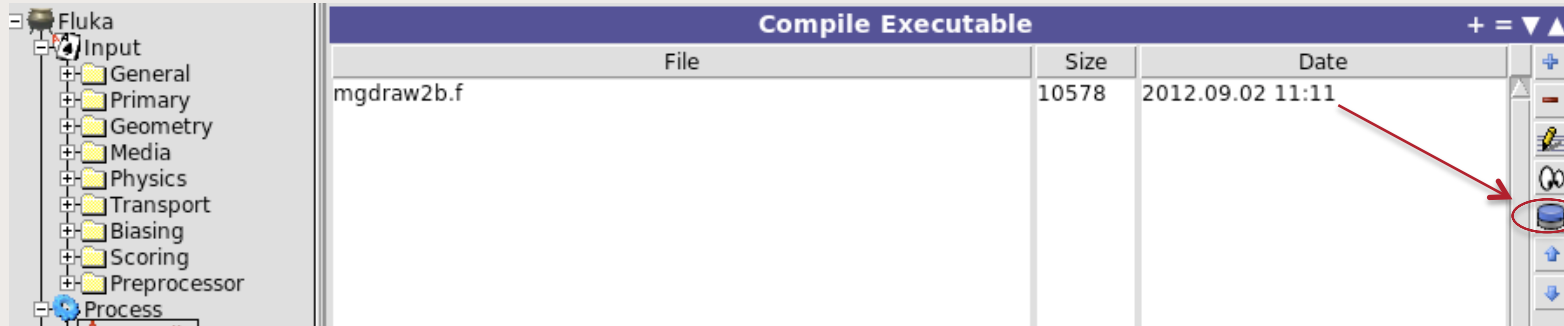 Fluka
Input
General
Primary
Geometry
Media
Physics
Transport
Biasing
Scoring
Preprocessor
Process
Compile Executable
File Size Date
mgdraw2b.f 10578 2012.09.02 11:11